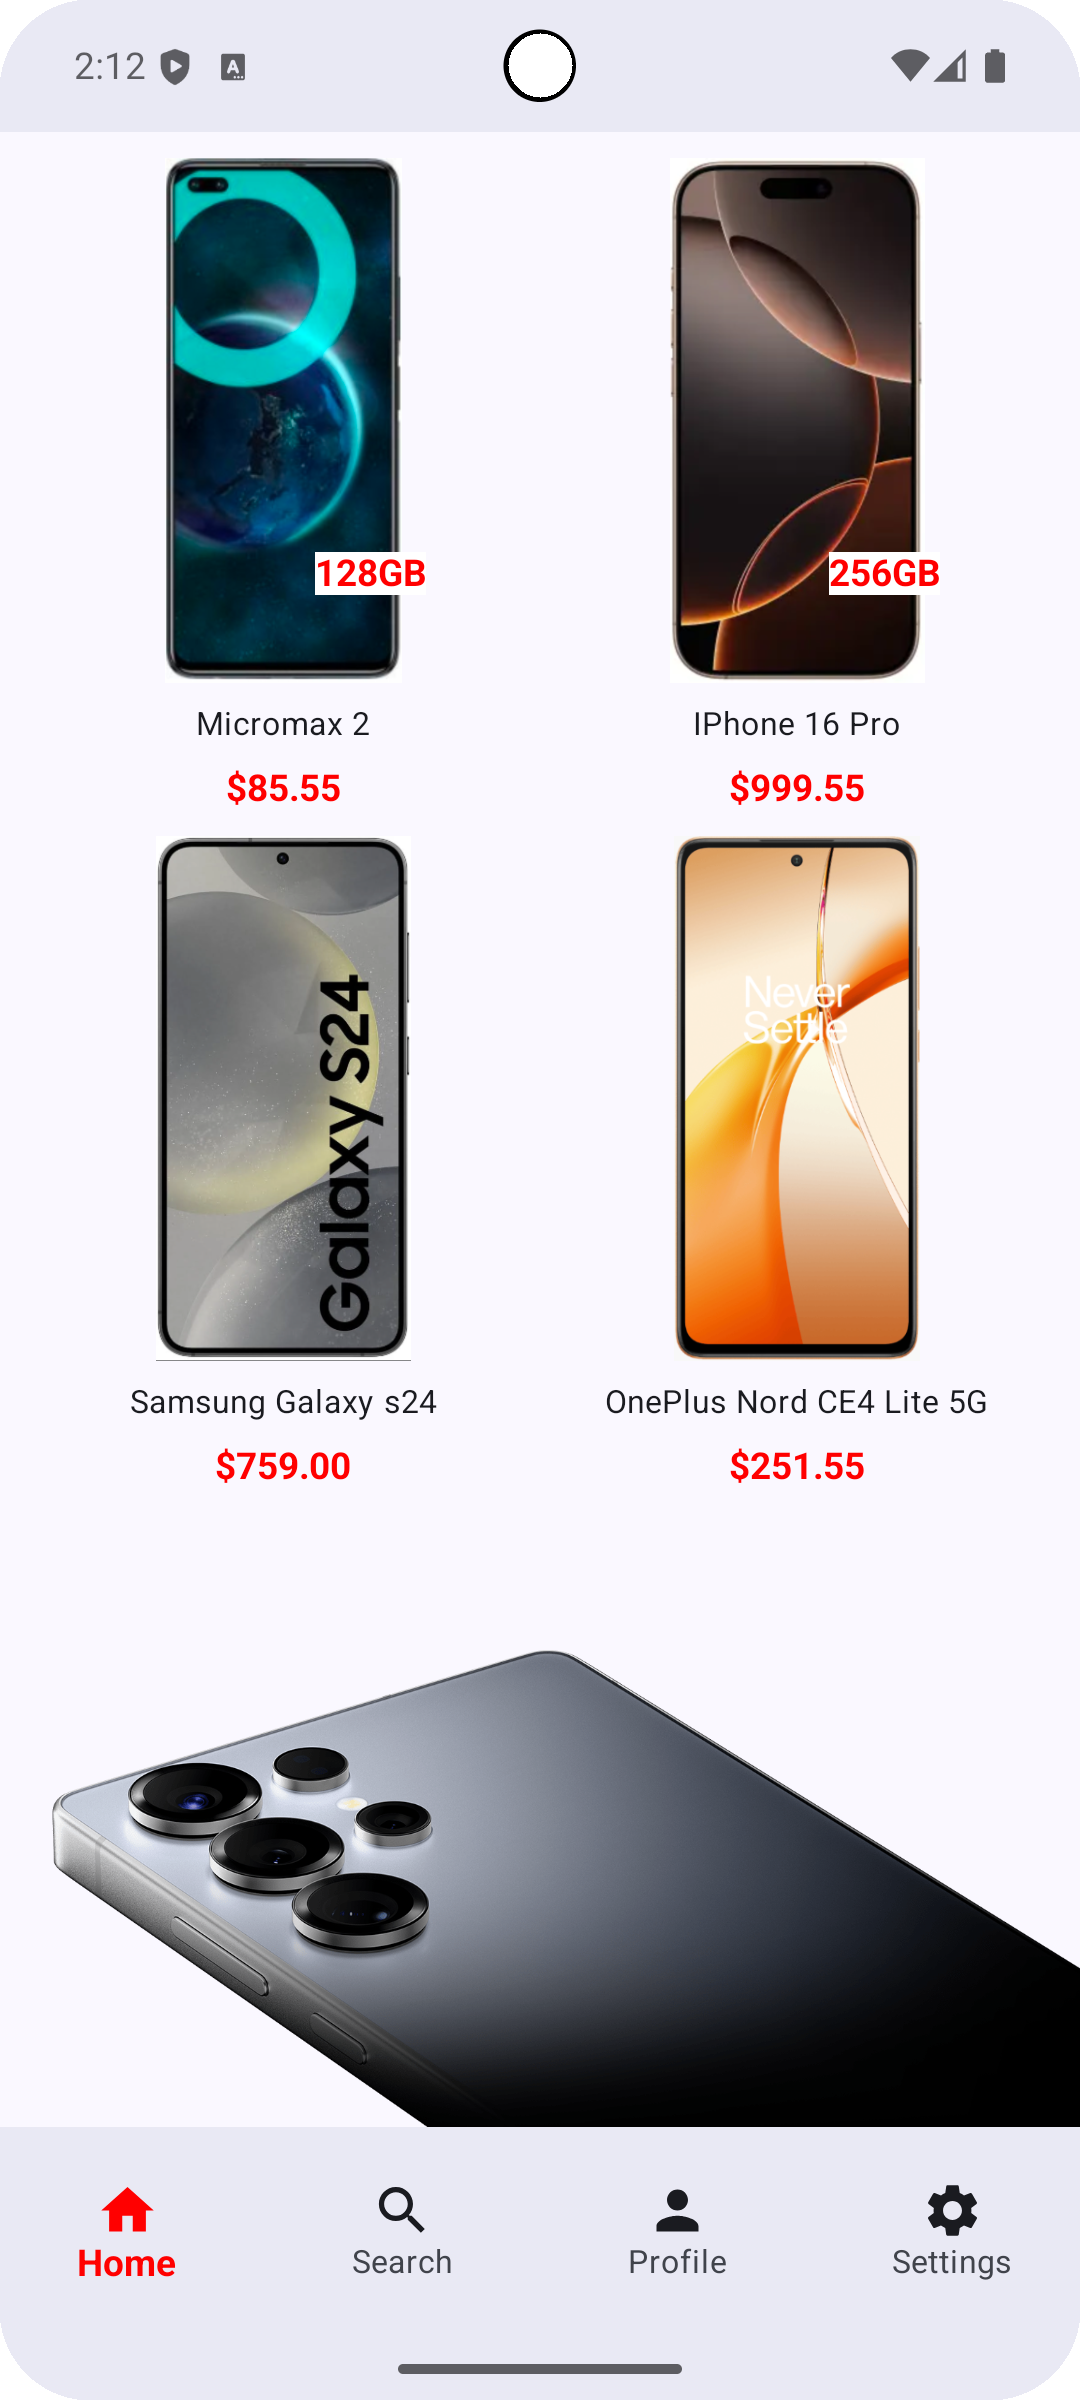 2:12
A
128GB
256GB
Micromax 2
IPhone 16 Pro
$85.55
$999.55
Galaxy S24
Never
Settle
Samsung Galaxy s24
OnePlus Nord CE4 Lite 5G
$759.00
$251.55
Home
Search
Profile
Settings